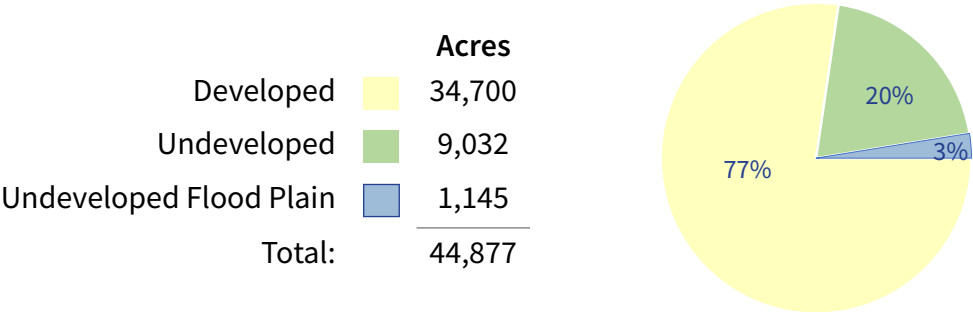 Acres
Developed 34,700
Undeveloped 9,032
Undeveloped Flood Plain 1,145
Total: 44,877
20%
3%
77%